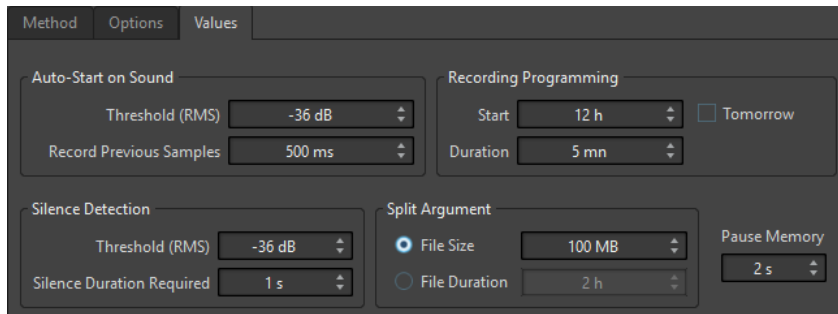 Method Options Values
Auto-Start on Sound
Threshold (RMS) -36 dB
Record Previous Samples 500 ms
Recording Programming
Start 12 h Tomorrow
Duration 5 mn
Silence Detection
Threshold (RMS) -36 dB
Silence Duration Required 1 s
Split Argument
File Size 100 MB
File Duration 2 h
Pause Memory
2 s